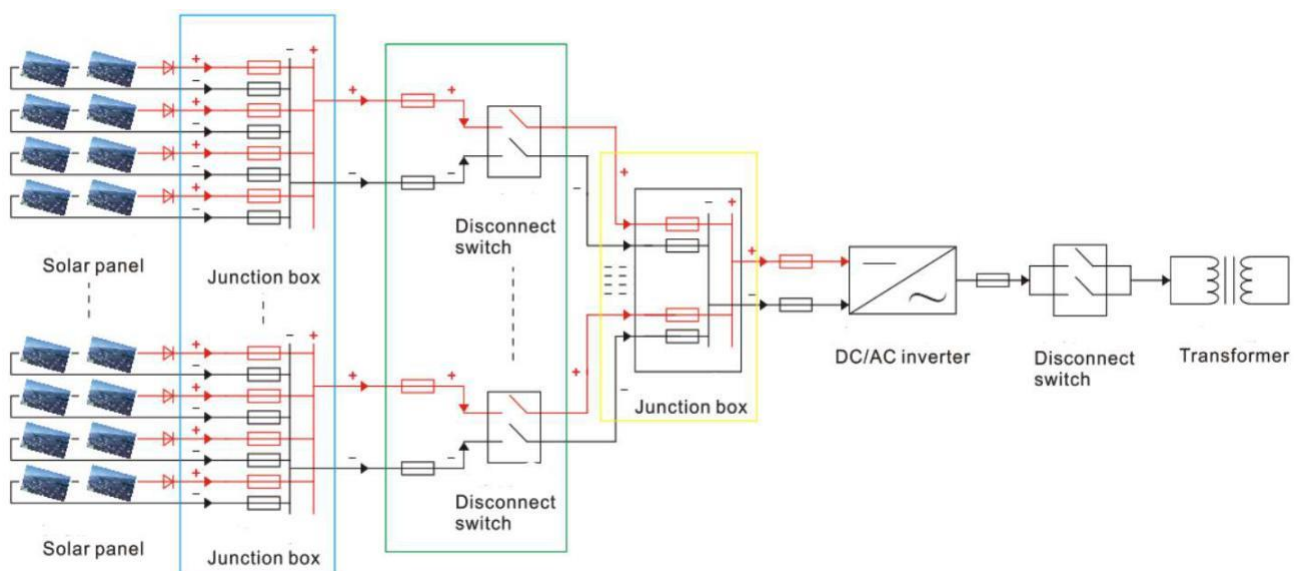 Solar panel
Junction box
Disconnect
switch
Junction box
DC/AC inverter
Disconnect
switch
Transformer
Disconnect
switch
Solar panel
Junction box